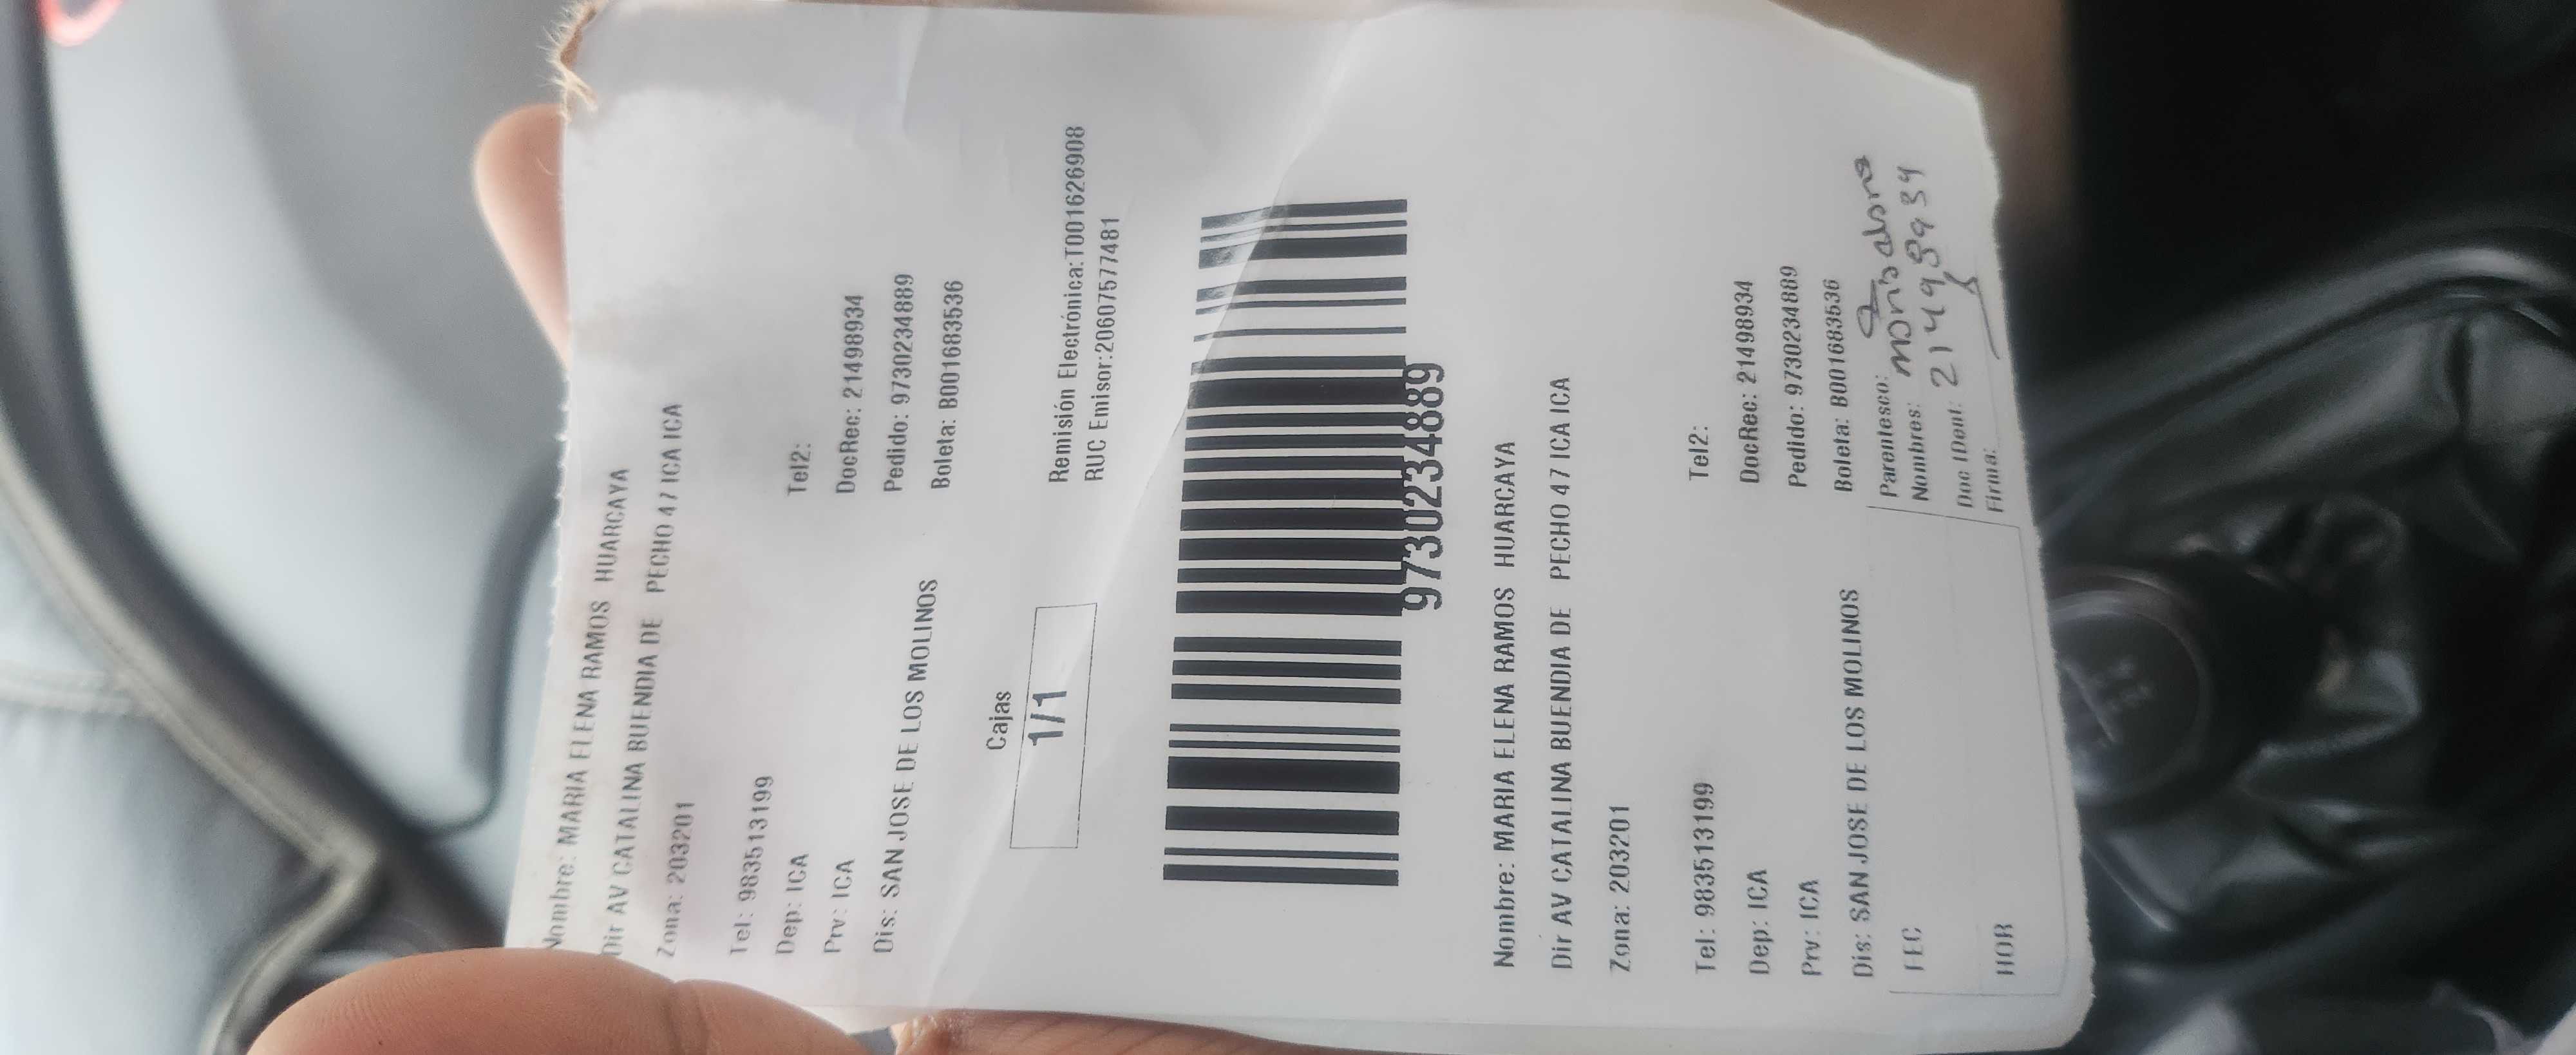 Nombre: MARIA ELENA RAMOS HUARCAYA
Dir AV CATALINA BUENDIA DE PECHO 47 ICA ICA
Zona: 203201
Tel: 983513199 Tel2:
Dep: ICA DocRec: 21498934
Prv: ICA Pedido: 9730234889
Dis: SAN JOSE DE LOS MOLINOS Boleta: B001683536
Cajas
1/1
Remisión Electrónica:T001626908
RUC Emisor:20607577481
9730234889
Nombre: MARIA ELENA RAMOS HUARCAYA
Dir AV CATALINA BUENDIA DE PECHO 47 ICA ICA
Zona: 203201
Tel: 983513199 Tel2:
Dep: ICA DocRec: 21498934
Prv: ICA Pedido: 9730234889
Dis: SAN JOSE DE LOS MOLINOS Boleta: B001683536
FEC Parentesco:
Nombres:
Doc IDent:
HOR Firma: